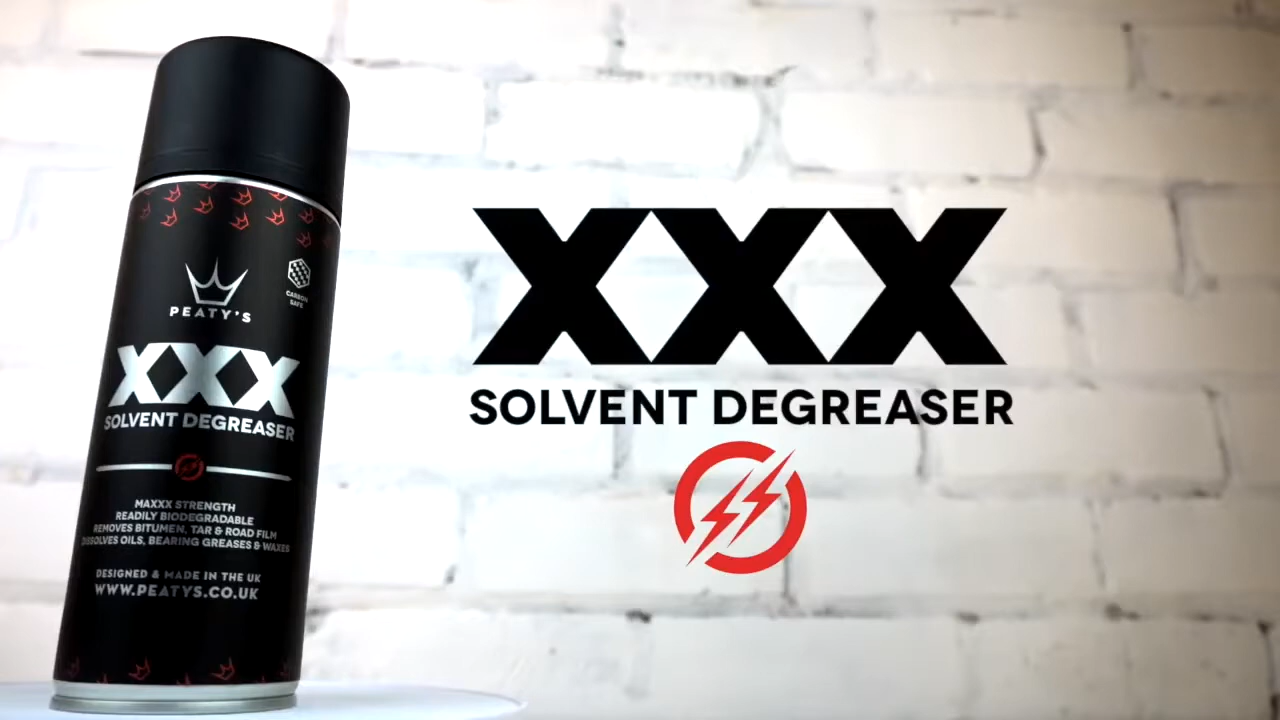 PEATY'S
CARBON
SAFE
XXX
SOLVENT DEGREASER
MAXXX STRENGTH
READILY BIODEGRADABLE
REMOVES BITUMEN, TAR & ROAD FILM
DISSOLVES OILS, BEARING GREASES & WAXES
DESIGNED & MADE IN THE UK
WWW.PEATYS.CO.UK
XXX
SOLVENT DEGREASER